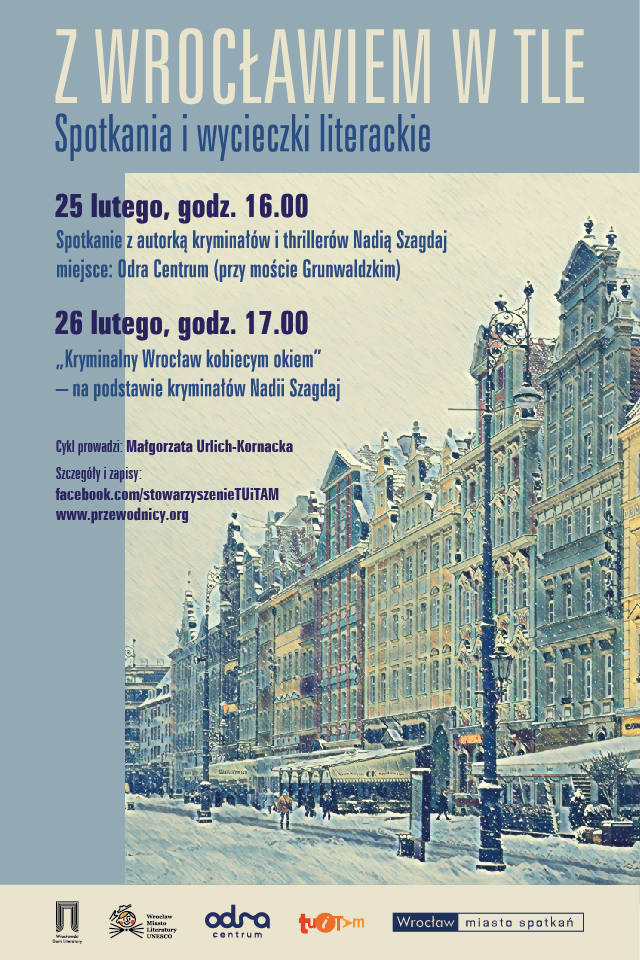 Z WROCŁAWIEM W TLE
Spotkania i wycieczki literackie
25 lutego, godz. 16.00
Spotkanie z autorką kryminałów i thrillerów Nadią Szagdaj
miejsce: Odra Centrum (przy moście Grunwaldzkim)
26 lutego, godz. 17.00
„Kryminalny Wrocław kobiecym okiem”
– na podstawie kryminałów Nadii Szagdaj
Cykl prowadzi: Małgorzata Urlich-Kornacka
Szczegóły i zapisy:
facebook.com/stowarzyszenieTUiTAM
www.przewodnicy.org
Wrocławski
Dom Literatury
Wrocław
Miasto
Literatury
UNESCO
odra
centrum
tuiTam
Wrocław miasto spotkań